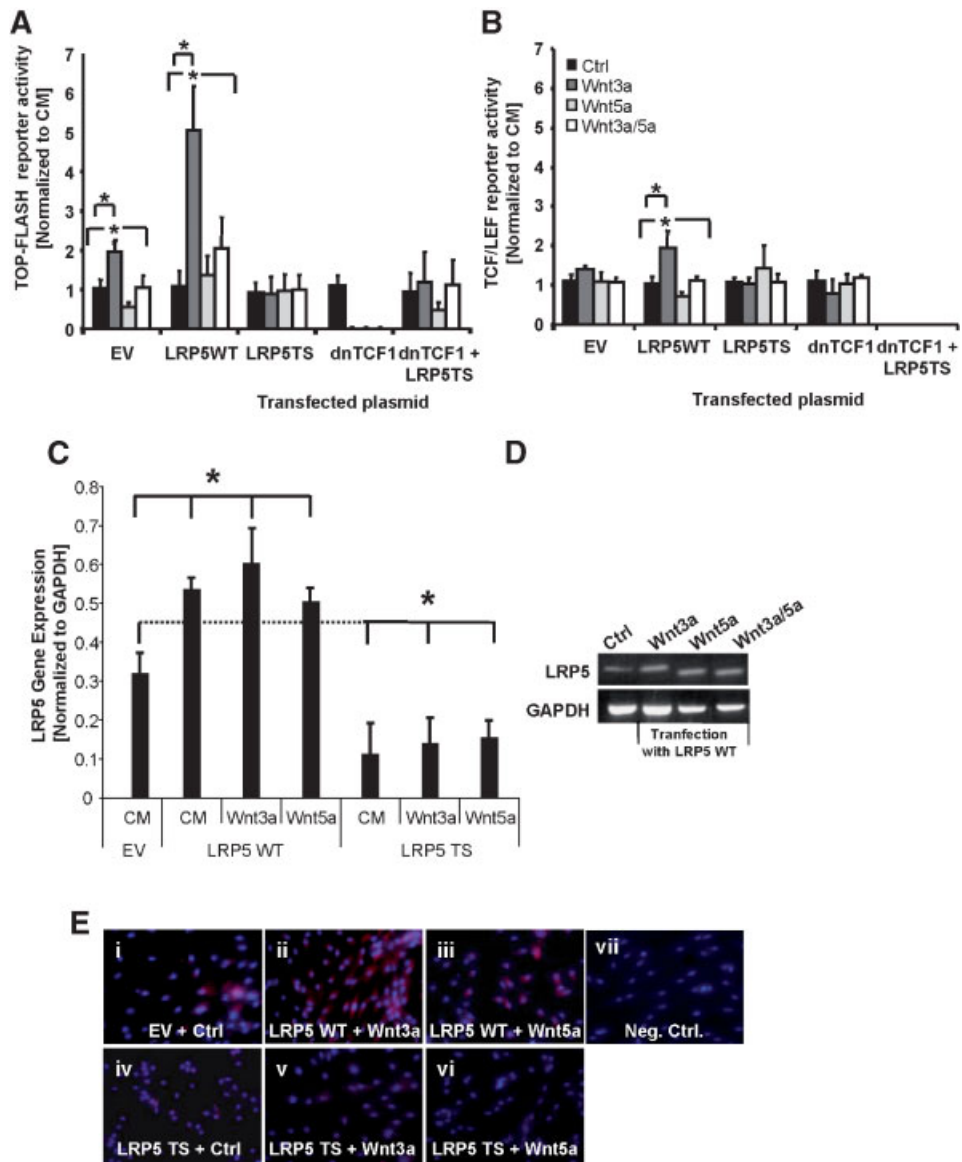 A
TOP-FLASH reporter activity
[Normalized to CM]
7
6
5
4
3
2
1
0
*
*
*
*
EV
LRP5WT
LRP5TS
dnTCF1
dnTCF1 +
LRP5TS
Transfected plasmid
B
TCF/LEF reporter activity
[Normalized to CM]
7
6
5
4
3
2
1
0
Ctrl
Wnt3a
Wnt5a
Wnt3a/5a
*
*
EV
LRP5WT
LRP5TS
dnTCF1
dnTCF1 +
LRP5TS
Transfected plasmid
C
LRP5 Gene Expression
[Normalized to GAPDH]
0.8
0.7
0.6
0.5
0.4
0.3
0.2
0.1
0
*
*
CM
CM
Wnt3a
Wnt5a
CM
Wnt3a
Wnt5a
EV
LRP5 WT
LRP5 TS
D
Ctrl
Wnt3a
Wnt5a
Wnt3a/5a
LRP5
GAPDH
Tranfection
with LRP5 WT
E
i
EV + Ctrl
ii
LRP5 WT + Wnt3a
iii
LRP5 WT + Wnt5a
vii
Neg. Ctrl.
iv
LRP5 TS + Ctrl
v
LRP5 TS + Wnt3a
vi
LRP5 TS + Wnt5a